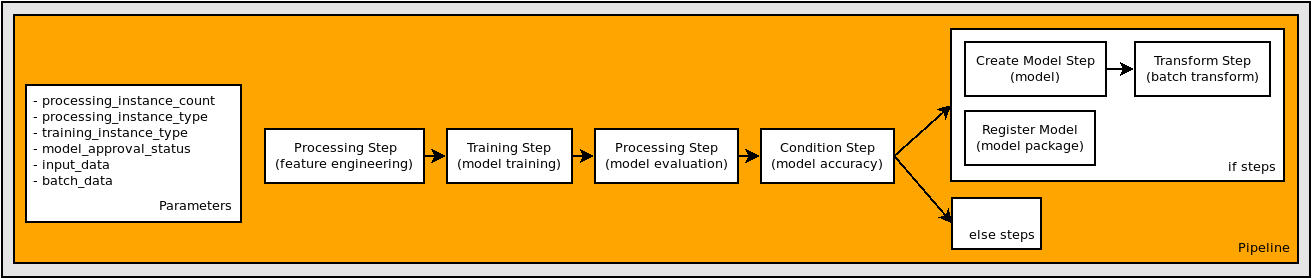 - processing_instance_count
- processing_instance_type
- training_instance_type
- model_approval_status
- input_data
- batch_data
Parameters
Processing Step
(feature engineering)
Training Step
(model training)
Processing Step
(model evaluation)
Condition Step
(model accuracy)
Create Model Step
(model)
Transform Step
(batch transform)
Register Model
(model package)
if steps
else steps
Pipeline